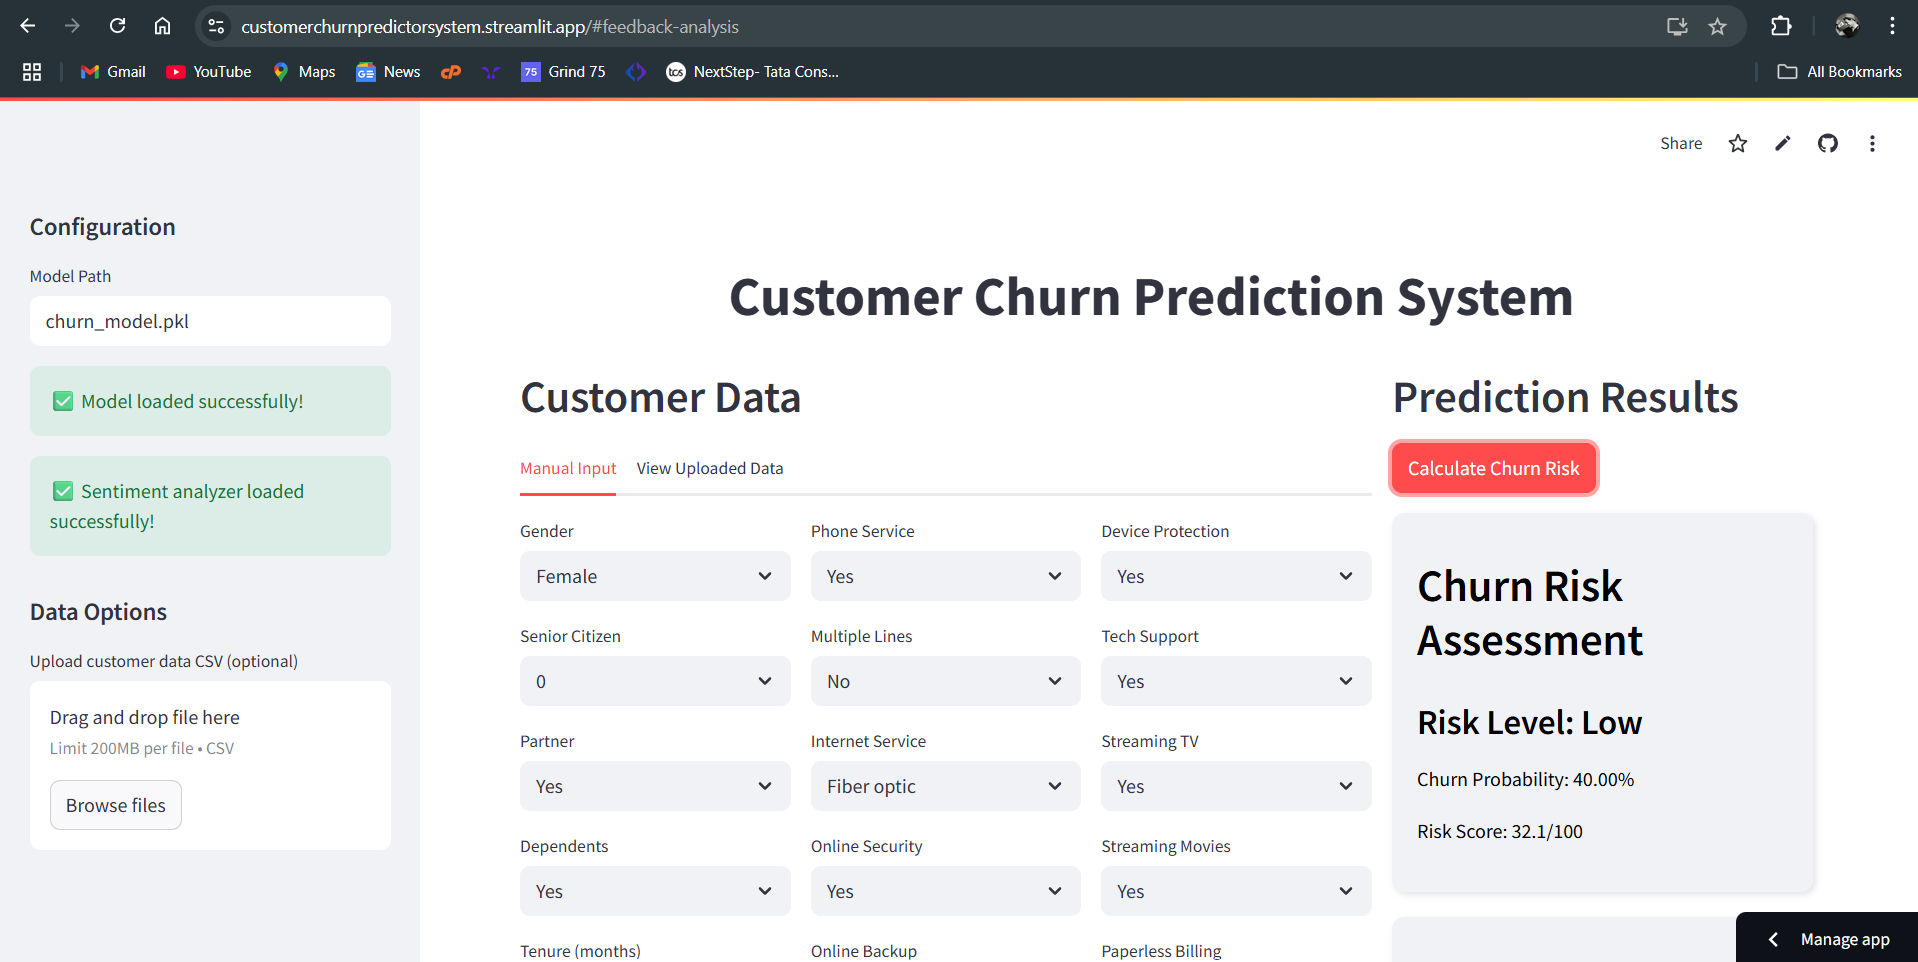 customerchurnpredictorsystem.streamlit.app/#feedback-analysis
Gmail
YouTube
Maps
News
75
Grind 75
tcs
NextStep- Tata Cons...
All Bookmarks
Share
Configuration
Model Path
churn_model.pkl
✅ Model loaded successfully!
✅ Sentiment analyzer loaded
successfully!
Data Options
Upload customer data CSV (optional)
Drag and drop file here
Limit 200MB per file • CSV
Browse files
Customer Churn Prediction System
Customer Data
Manual Input
View Uploaded Data
Gender
Phone Service
Device Protection
Female
Yes
Yes
Senior Citizen
Multiple Lines
Tech Support
0
No
Yes
Partner
Internet Service
Streaming TV
Yes
Fiber optic
Yes
Dependents
Online Security
Streaming Movies
Yes
Yes
Yes
Tenure (months)
Online Backup
Paperless Billing
Prediction Results
Calculate Churn Risk
Churn Risk
Assessment
Risk Level: Low
Churn Probability: 40.00%
Risk Score: 32.1/100
Manage app